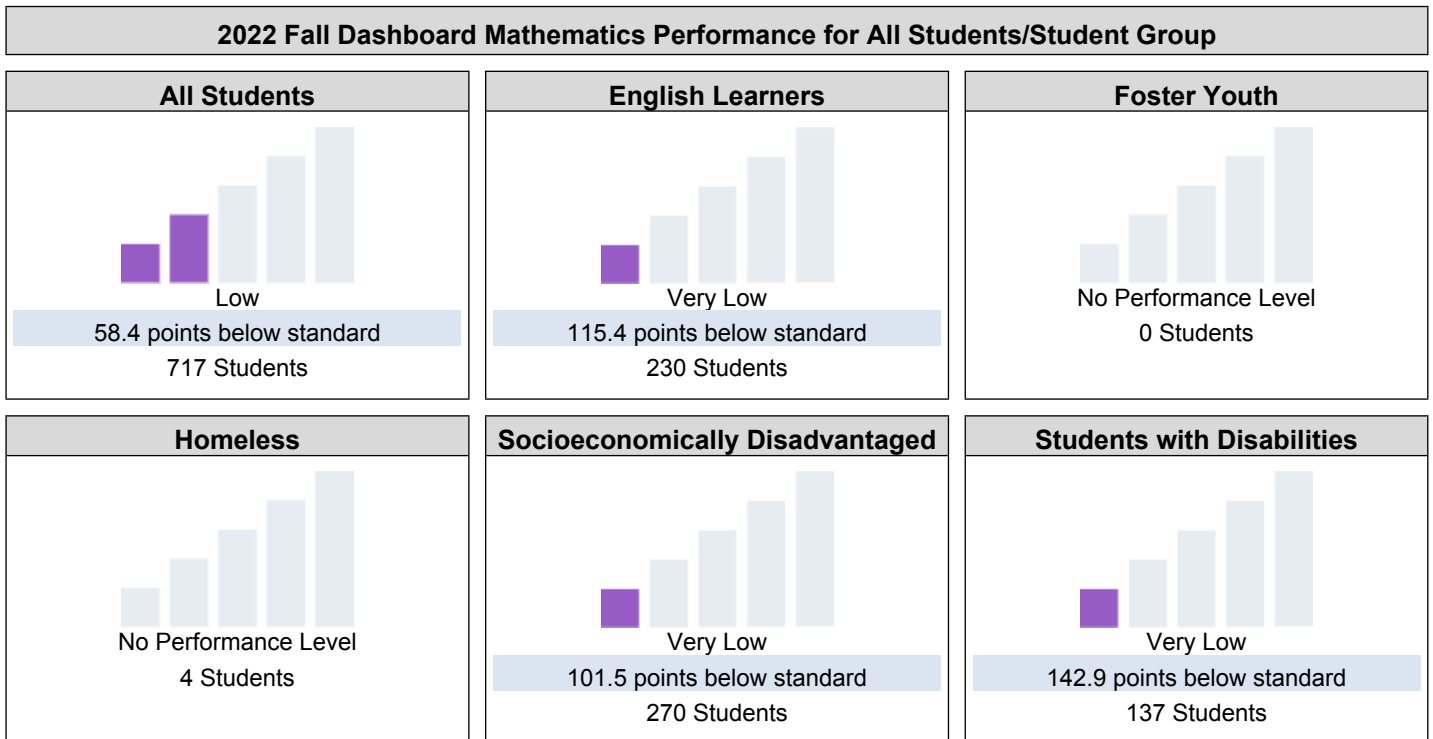 2022 Fall Dashboard Mathematics Performance for All Students/Student Group
All Students
Low
58.4 points below standard
717 Students
English Learners
Very Low
115.4 points below standard
230 Students
Foster Youth
No Performance Level
0 Students
Homeless
No Performance Level
4 Students
Socioeconomically Disadvantaged
Very Low
101.5 points below standard
270 Students
Students with Disabilities
Very Low
142.9 points below standard
137 Students